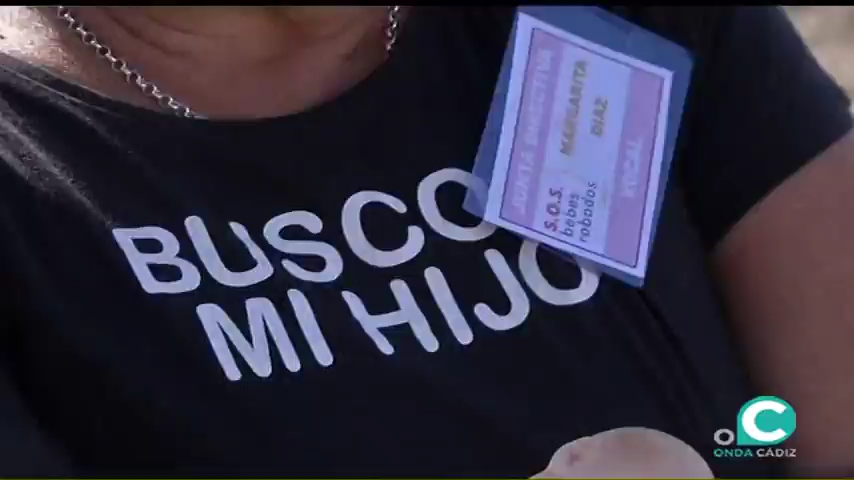 BUSCO
MI HIJO
JUNTA DIRECTIVA
MARGARITA
DIAZ
S.O.S.
bebes
robados
VOCAL
ONDA CÁDIZ